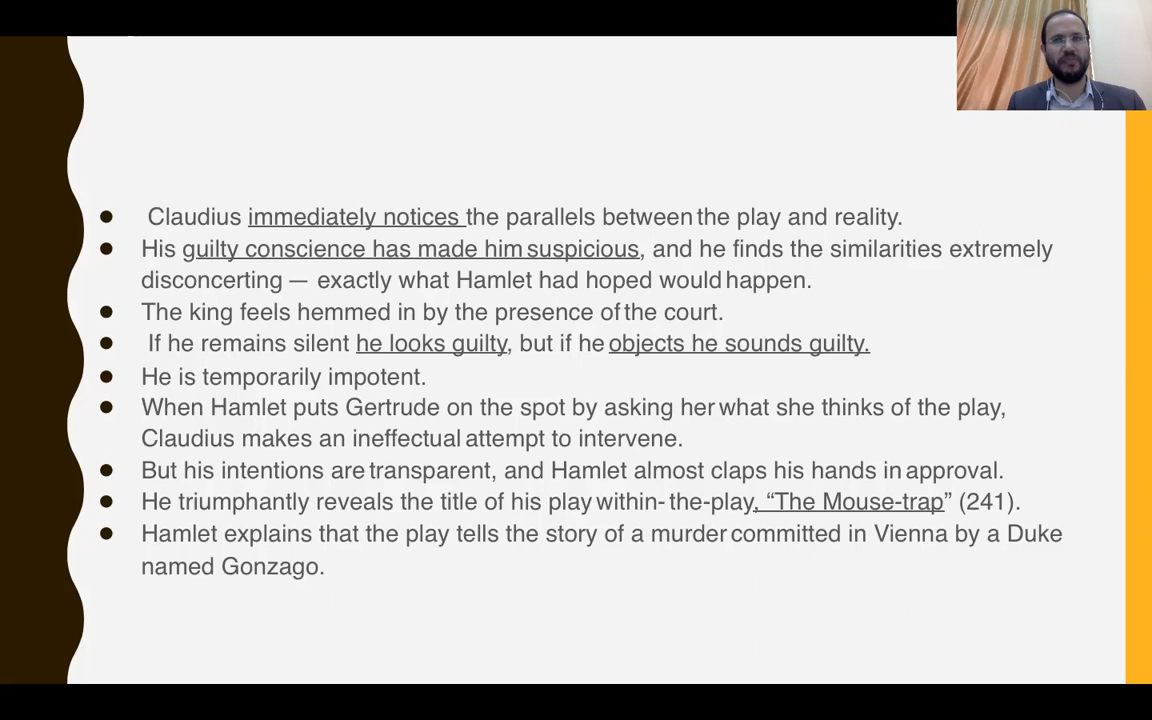 Claudius immediately notices the parallels between the play and reality.
His guilty conscience has made him suspicious, and he finds the similarities extremely
disconcerting — exactly what Hamlet had hoped would happen.
The king feels hemmed in by the presence of the court.
If he remains silent he looks guilty, but if he objects he sounds guilty.
He is temporarily impotent.
When Hamlet puts Gertrude on the spot by asking her what she thinks of the play,
Claudius makes an ineffectual attempt to intervene.
But his intentions are transparent, and Hamlet almost claps his hands in approval.
He triumphantly reveals the title of his play within- the-play, “The Mouse-trap” (241).
Hamlet explains that the play tells the story of a murder committed in Vienna by a Duke
named Gonzago.